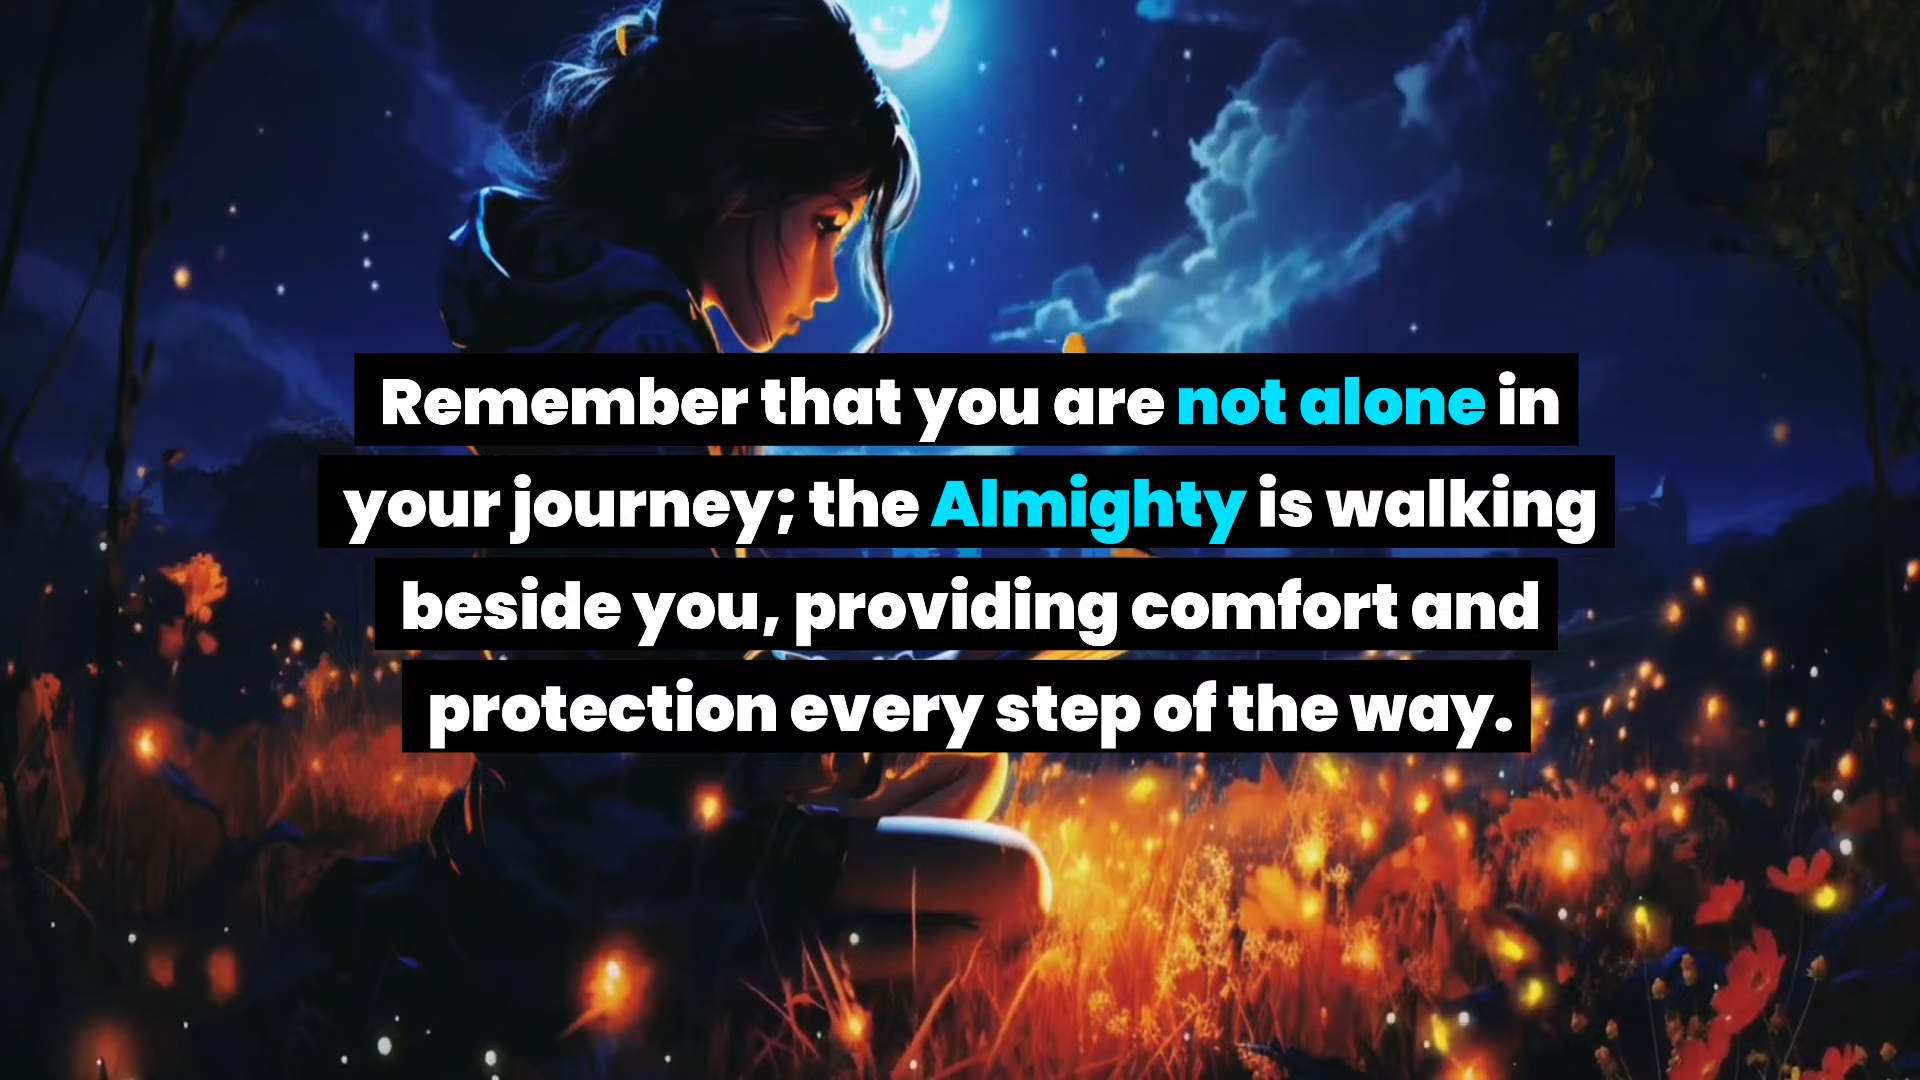 Remember that you are not alone in
your journey; the Almighty is walking
beside you, providing comfort and
protection every step of the way.